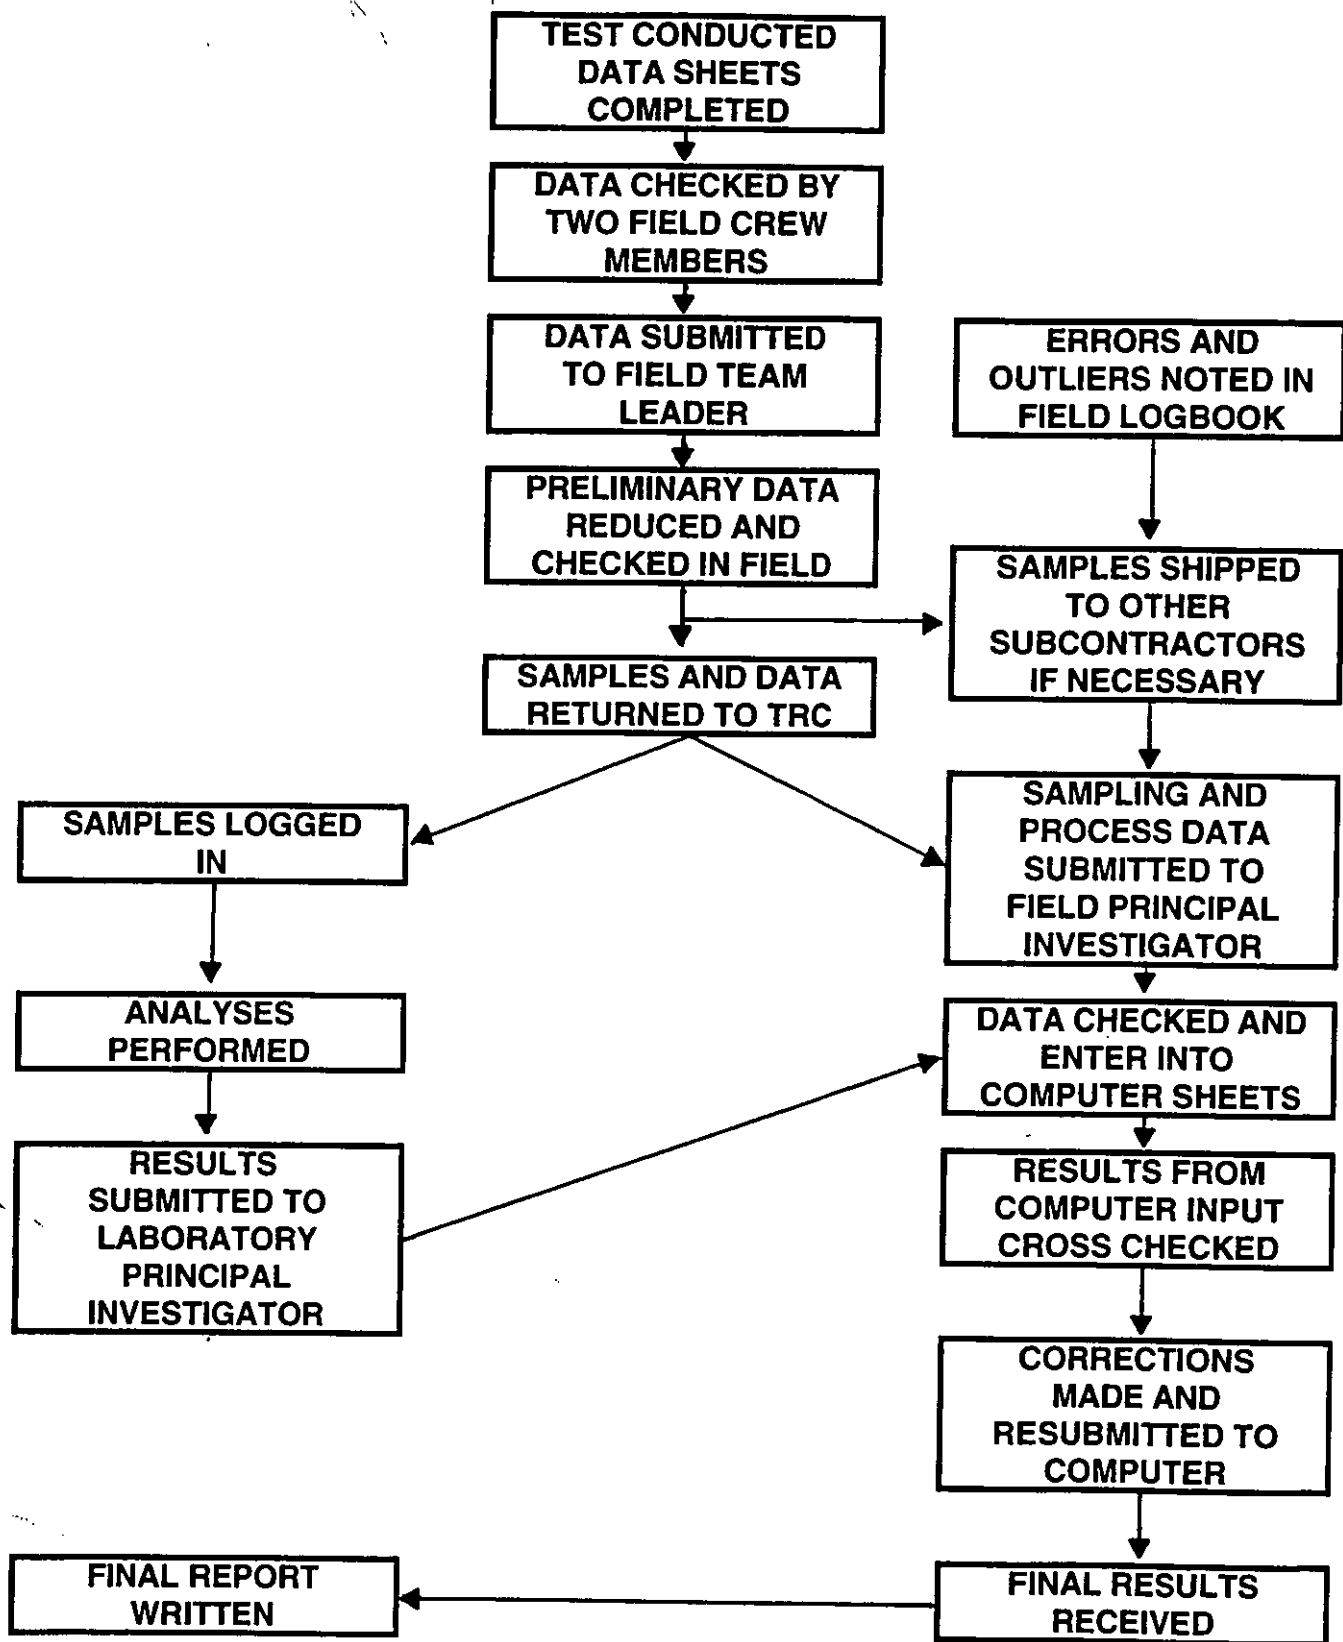 TEST CONDUCTED
DATA SHEETS
COMPLETED
DATA CHECKED BY
TWO FIELD CREW
MEMBERS
DATA SUBMITTED
TO FIELD TEAM
LEADER
ERRORS AND
OUTLIERS NOTED IN
FIELD LOGBOOK
PRELIMINARY DATA
REDUCED AND
CHECKED IN FIELD
SAMPLES SHIPPED
TO OTHER
SUBCONTRACTORS
IF NECESSARY
SAMPLES AND DATA
RETURNED TO TRC
SAMPLES LOGGED
IN
SAMPLING AND
PROCESS DATA
SUBMITTED TO
FIELD PRINCIPAL
INVESTIGATOR
ANALYSES
PERFORMED
DATA CHECKED AND
ENTER INTO
COMPUTER SHEETS
RESULTS
SUBMITTED TO
LABORATORY
PRINCIPAL
INVESTIGATOR
RESULTS FROM
COMPUTER INPUT
CROSS CHECKED
CORRECTIONS
MADE AND
RESUBMITTED TO
COMPUTER
FINAL RESULTS
RECEIVED
FINAL REPORT
WRITTEN